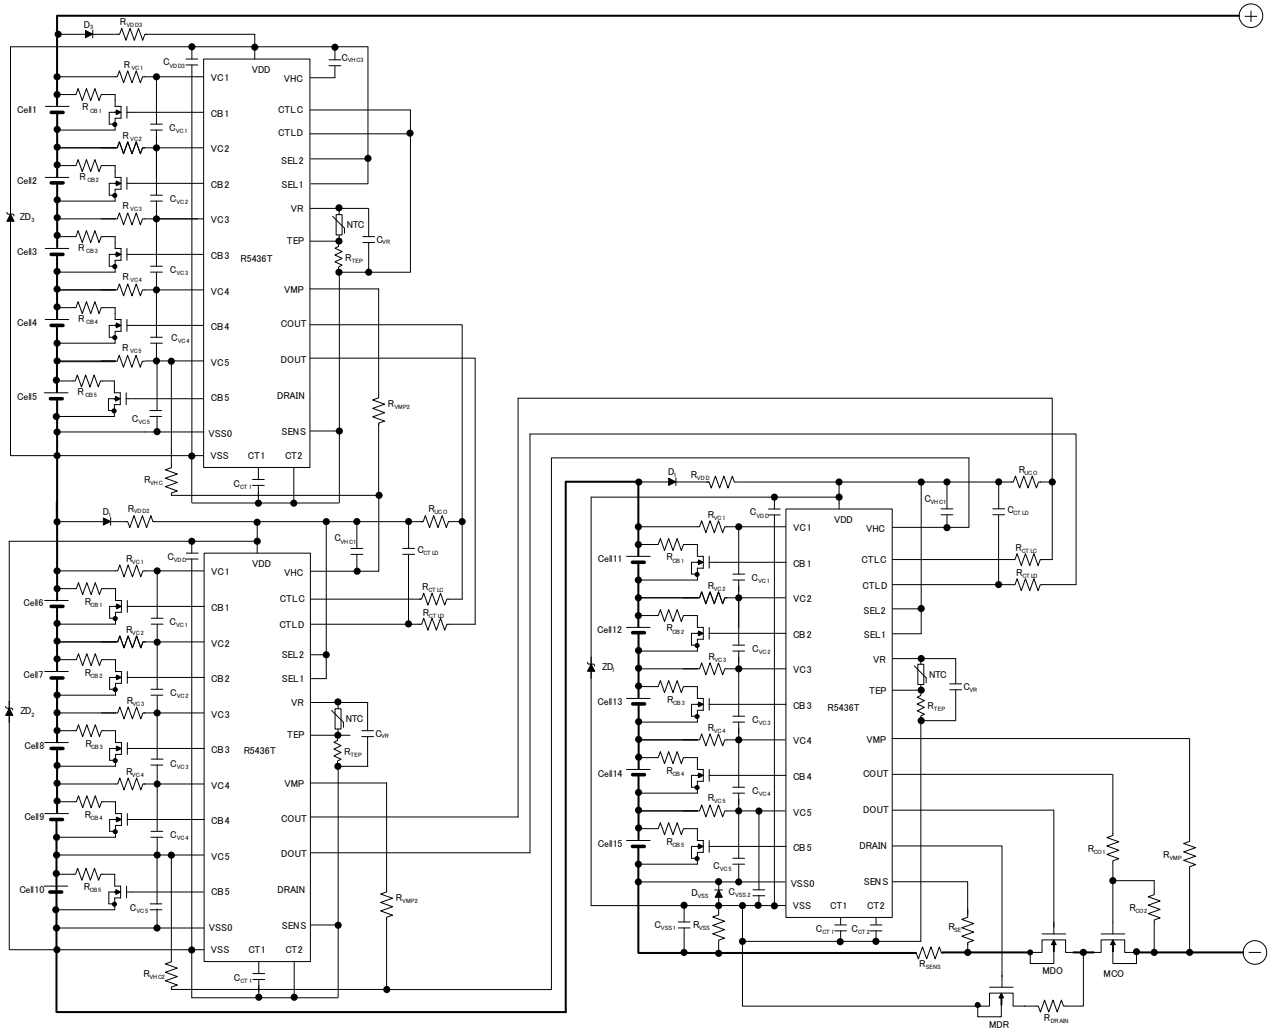 +
D3
RVDD3
CVDD3
VDD
CVHC3
VHC
RVC1
VC1
RCB1
Cell1
CB1
CVC1
CTLC
CTLD
RVC2
VC2
SEL2
RCB2
Cell2
CB2
SEL1
CVC2
RVC3
VC3
VR
NTC
ZD3
TEP
CVR
RCB3
Cell3
CB3
R5436T
RTEP
CVC3
RVC4
VC4
VMP
RCB4
Cell4
CB4
COUT
CVC4
RVC5
VC5
DOUT
RCB5
Cell5
CB5
DRAIN
RVMP2
CVC5
VSS0
SENS
VSS
CT1
CT2
RVHC
CCT1
RVDD2
RUCO
CVDD
VDD
CVHC1
CCTLD
RVC1
VC1
VHC
RCB1
Cell6
CB1
CTLC
RCTLC
CVC1
CTLD
RCTLD
RVC2
VC2
SEL2
RCB2
Cell7
CB2
SEL1
CVC2
RVC3
VC3
VR
NTC
ZD2
TEP
CVR
RCB3
Cell8
CB3
R5436T
RTEP
CVC3
RVC4
VC4
VMP
RCB4
Cell9
CB4
COUT
CVC4
VC5
DOUT
RCB5
Cell10
CB5
DRAIN
RVMP2
CVC5
VSS0
SENS
VSS
CT1
CT2
RVHC2
CCT1
RVDD
RUCO
CVDD
VDD
CVHC1
CCTLD
RVC1
VC1
VHC
RCB1
Cell11
CB1
CTLC
RCTLC
CVC1
CTLD
RCTLD
RVC2
VC2
SEL2
RCB2
Cell12
CB2
SEL1
CVC2
RVC3
VC3
VR
NTC
ZD1
TEP
CVR
RCB3
Cell13
CB3
R5436T
RTEP
CVC3
RVC4
VC4
VMP
RCB4
Cell14
CB4
COUT
CVC4
RVC5
VC5
DOUT
RCB5
Cell15
CB5
DRAIN
RCO1
RVMP
CVC5
VSS0
SENS
DVSS
CVSS2
VSS
CT1
CT2
RCO2
CVSS1
RVSS
CCT1
CCT2
RSE
RSENS
MDO
MCO
−
RDRAIN
MDR